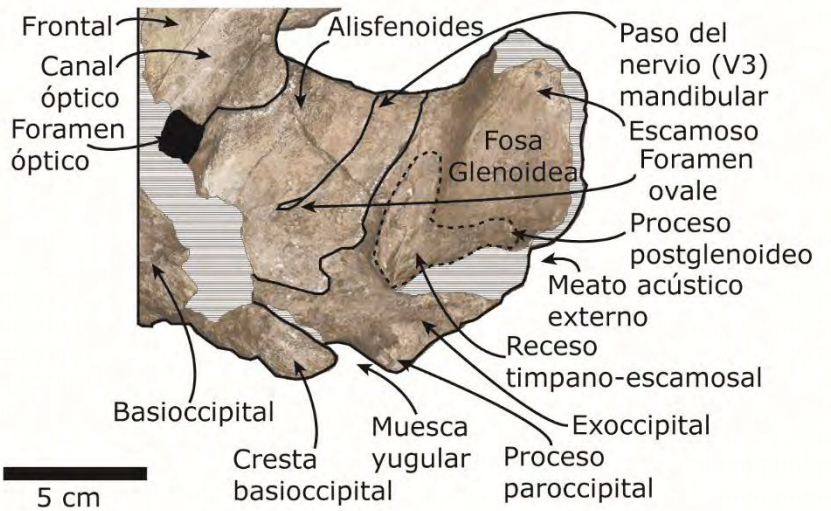 Frontal
Canal
óptico
Foramen
óptico
Alisfenoides
Paso del
nervio (V3)
mandibular
Escamoso
Foramen
ovale
Fosa
Glenoidea
Proceso
postglenoideo
Meato acústico
externo
Receso
timpano-escamosal
Exoccipital
Proceso
paroccipital
Muesca
yugular
Cresta
basioccipital
Basioccipital
5 cm